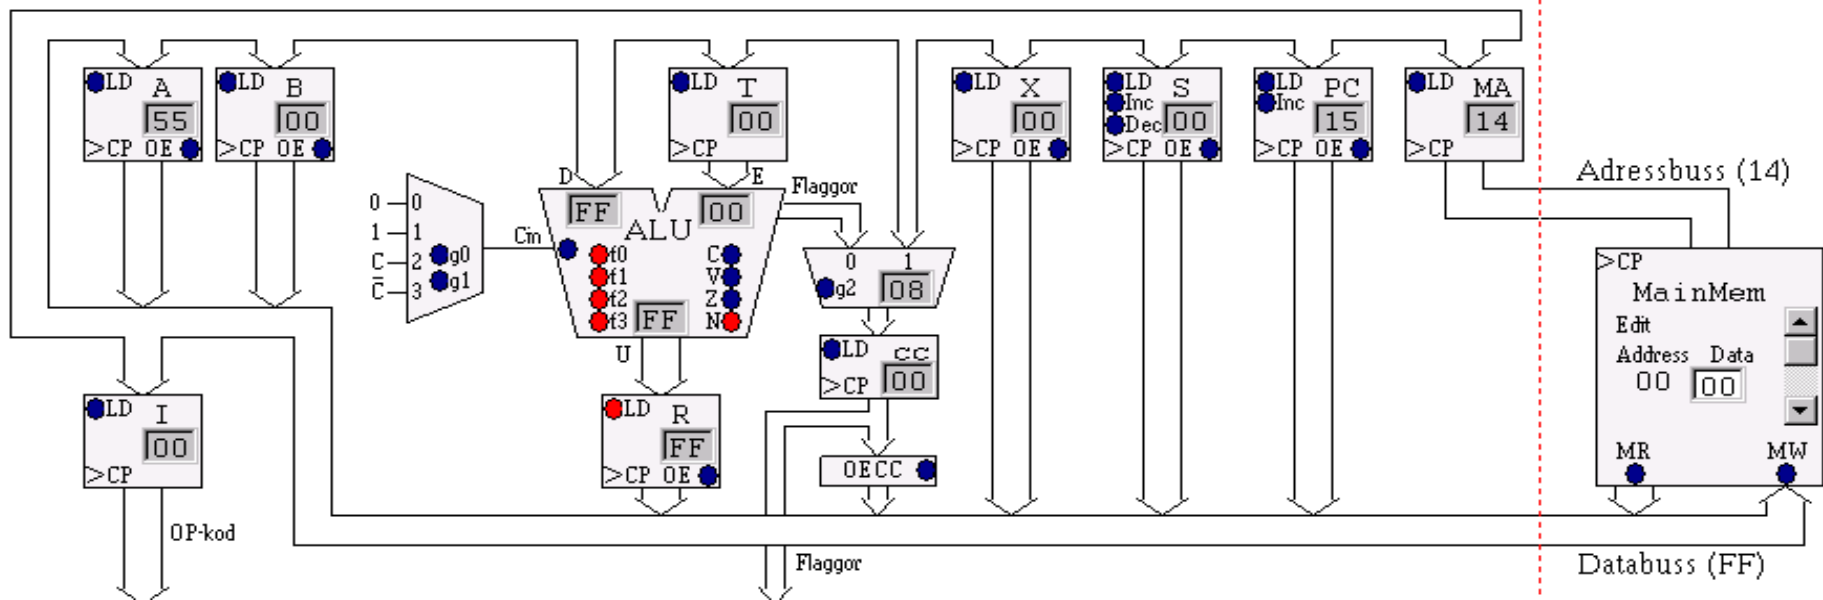 LD A 55 >CP OE
LD B 00 >CP OE
LD T 00 >CP
LD X 00 >CP OE
LD Inc Dec S 00 >CP OE
LD Inc PC 15 >CP OE
LD MA 14 >CP
Adressbuss (14)
0 0
1 1
C 2 g0
C̅ 3 g1
Cin
D E
FF 00
ALU
f0 C
f1 V
f2 Z
f3 FF N
U
Flaggor
0 1
g2 08
LD CC
>CP 00
OECC
>CP
MainMem
Edit
Address Data
00 00
MR MW
LD I 00 >CP
LD R FF >CP OE
OP-kod
Flaggor
Databuss (FF)